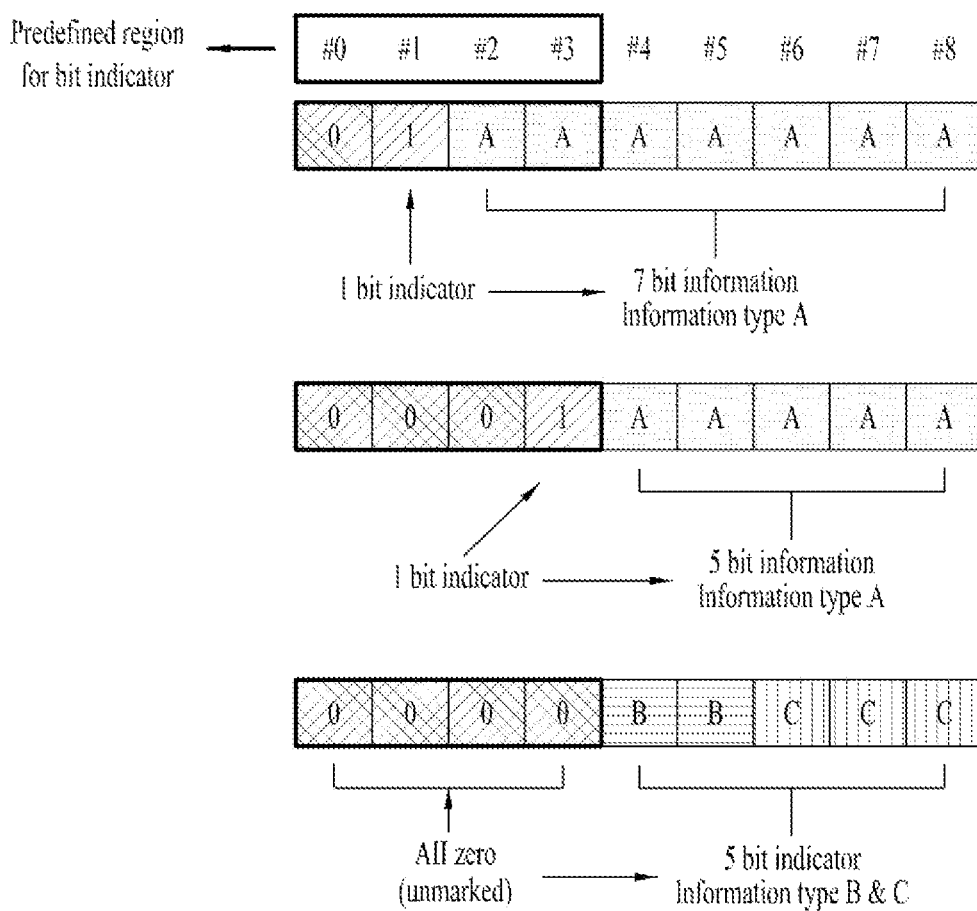 Predefined region
for bit indicator
#0 #1 #2 #3 #4 #5 #6 #7 #8
0 1 A A A A A A A
1 bit indicator
7 bit information
Information type A
0 0 0 1 A A A A A
1 bit indicator
5 bit information
Information type A
0 0 0 0 B B C C C
All zero
(unmarked)
5 bit indicator
Information type B & C